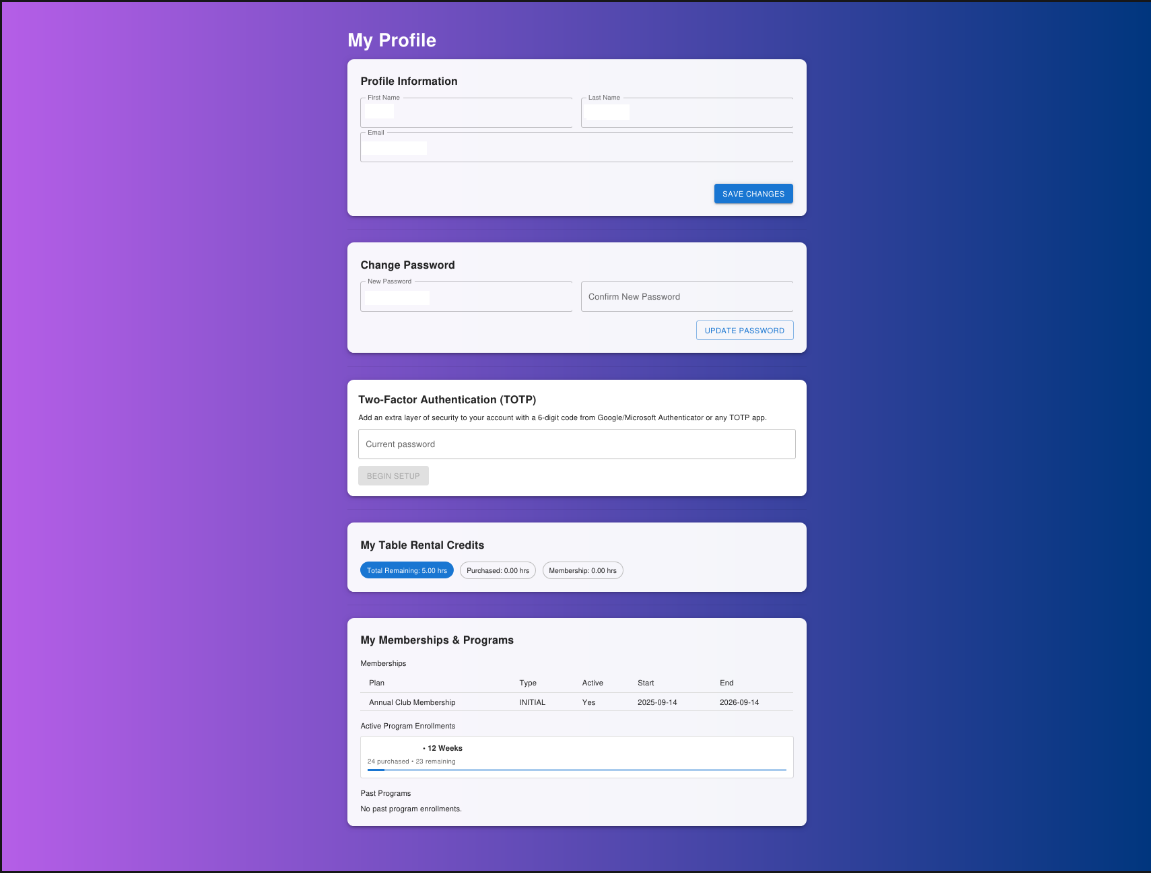 My Profile
Profile Information
First Name
Last Name
Email
SAVE CHANGES
Change Password
New Password
Confirm New Password
UPDATE PASSWORD
Two-Factor Authentication (TOTP)
Add an extra layer of security to your account with a 6-digit code from Google/Microsoft Authenticator or any TOTP app.
Current password
BEGIN SETUP
My Table Rental Credits
Total Remaining: 5.00 hrs
Purchased: 0.00 hrs
Membership: 0.00 hrs
My Memberships & Programs
Memberships
Plan Type Active Start End
Annual Club Membership INITIAL Yes 2025-09-14 2026-09-14
Active Program Enrollments
• 12 Weeks
24 purchased • 23 remaining
Past Programs
No past program enrollments.